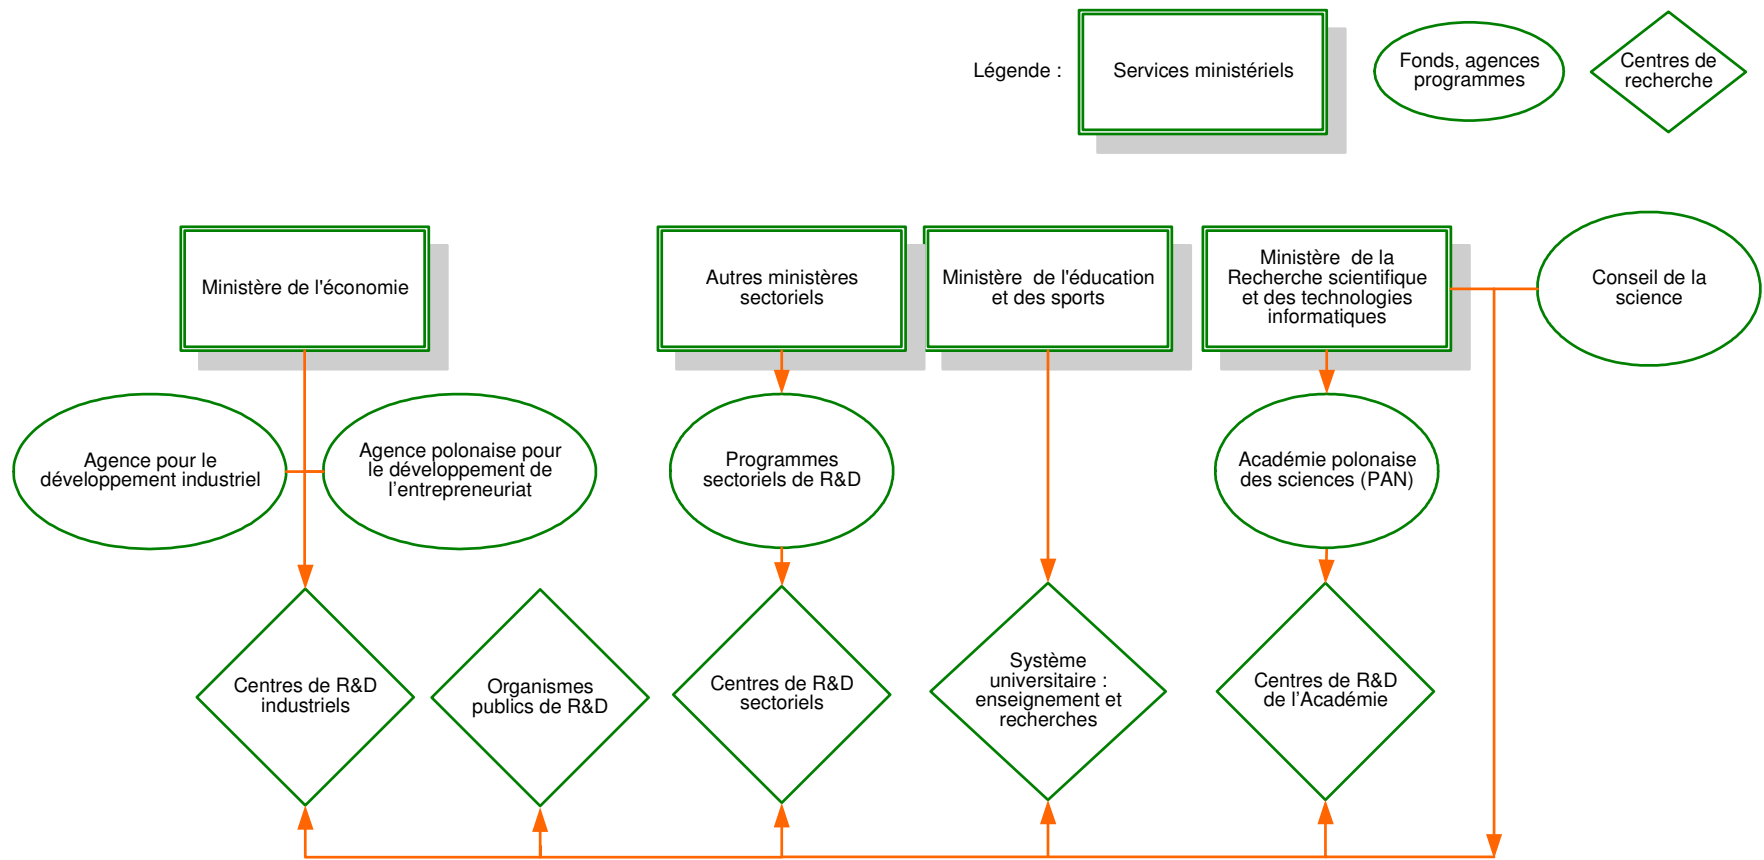 Légende :
Services ministériels
Fonds, agences
programmes
Centres de
recherche
Ministère de l'économie
Autres ministères
sectoriels
Ministère de l'éducation
et des sports
Ministère de la
Recherche scientifique
et des technologies
informatiques
Conseil de la
science
Agence pour le
développement industriel
Agence polonaise pour
le développement de
l’entrepreneuriat
Programmes
sectoriels de R&D
Académie polonaise
des sciences (PAN)
Centres de R&D
industriels
Organismes
publics de R&D
Centres de R&D
sectoriels
Système
universitaire :
enseignement et
recherches
Centres de R&D
de l’Académie